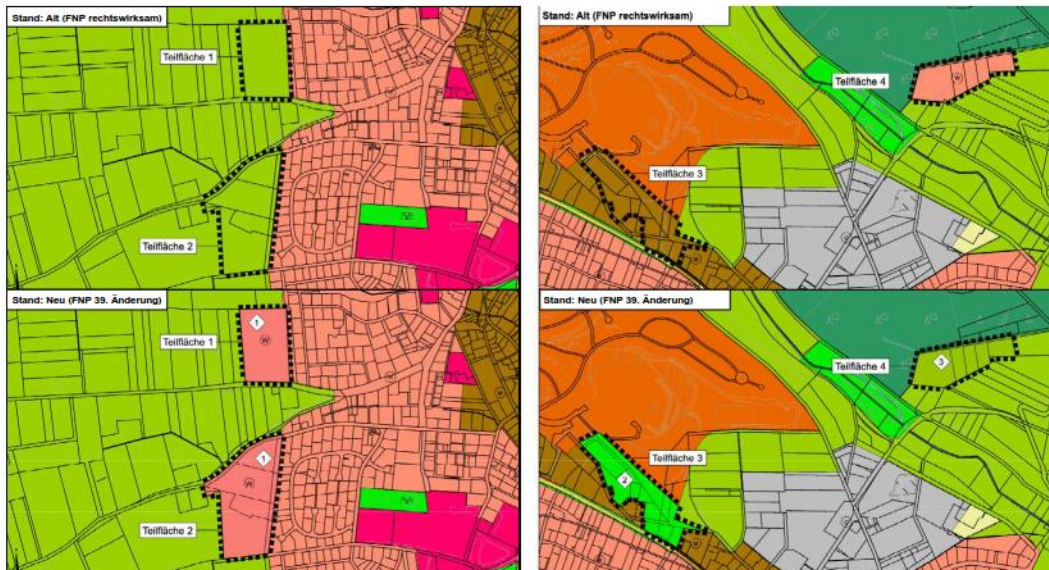 Stand: Alt (FNP rechtswirksam)
Teilfläche 1
W
M
Teilfläche 2
Stand: Neu (FNP 39. Änderung)
1
Teilfläche 1
W
1
W
M
Teilfläche 2
Stand: Alt (FNP rechtswirksam)
Teilfläche 4
W
Teilfläche 3
Stand: Neu (FNP 39. Änderung)
3
Teilfläche 4
Teilfläche 3
2